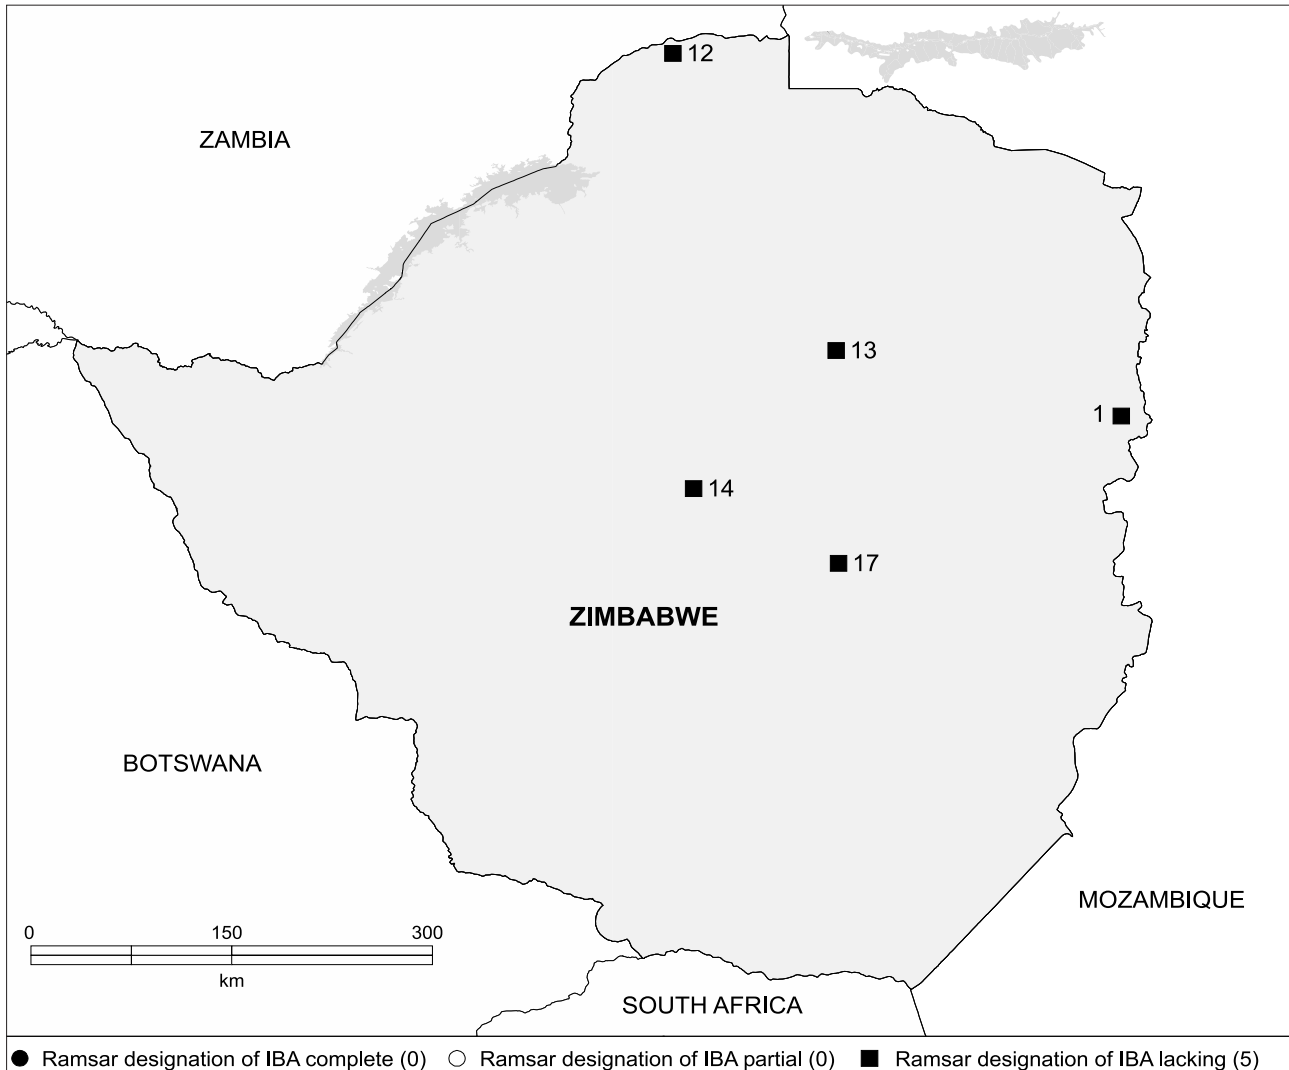 12
ZAMBIA
13
1
14
17
ZIMBABWE
BOTSWANA
MOZAMBIQUE
0 150 300
km
SOUTH AFRICA
Ramsar designation of IBA complete (0) Ramsar designation of IBA partial (0) Ramsar designation of IBA lacking (5)